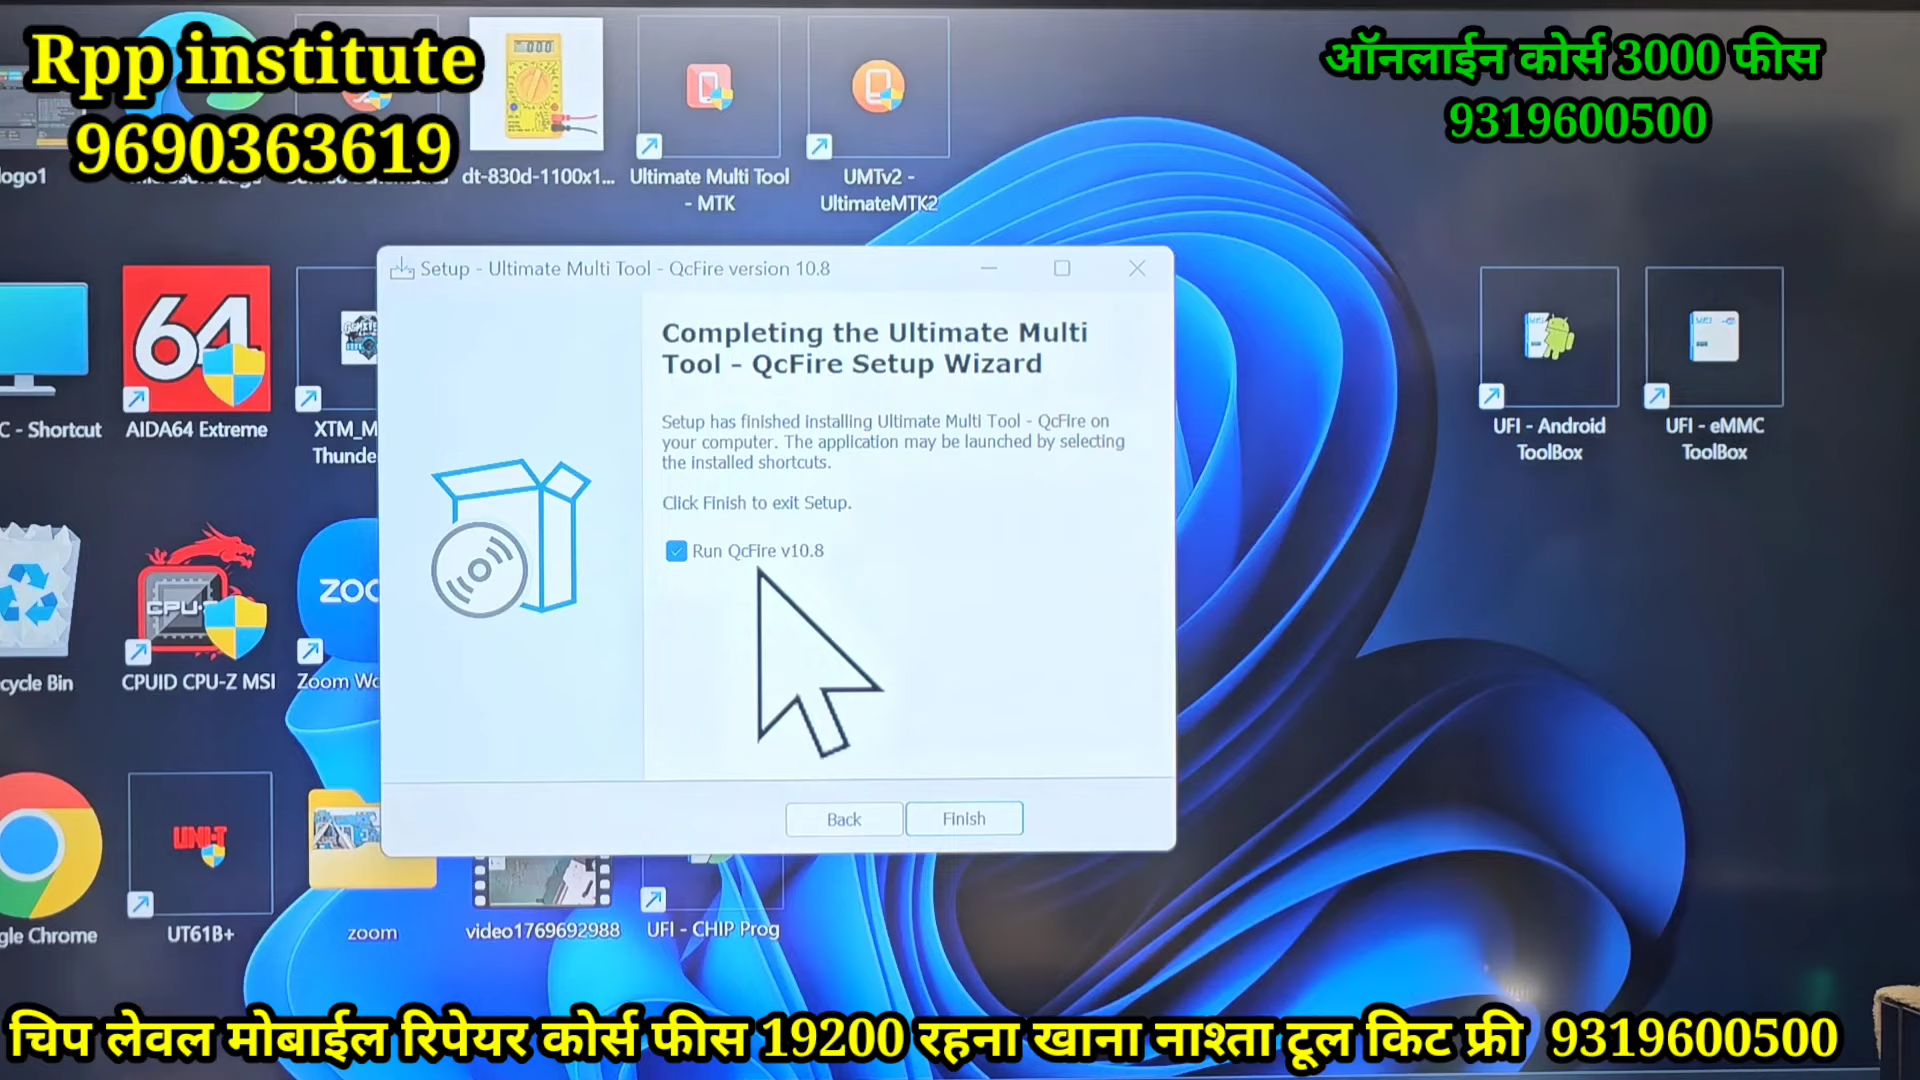 Rpp institute
9690363619
ऑनलाईन कोर्स 3000 फीस
9319600500
logo1
dt-830d-1100x1...
Ultimate Multi Tool
- MTK
UMTv2 -
UltimateMTK2
C - Shortcut
64
AIDA64 Extreme
XTM_M
Thunde
Setup - Ultimate Multi Tool - QcFire version 10.8
Completing the Ultimate Multi
Tool - QcFire Setup Wizard
Setup has finished installing Ultimate Multi Tool - QcFire on
your computer. The application may be launched by selecting
the installed shortcuts.
Click Finish to exit Setup.
Run QcFire v10.8
Back
Finish
UFI - Android
ToolBox
UFI - eMMC
ToolBox
cycle Bin
CPU-
CPUID CPU-Z MSI
ZOO
Zoom Wo
gle Chrome
UNI-T
UT61B+
zoom
video1769692988
UFI - CHIP Prog
चिप लेवल मोबाईल रिपेयर कोर्स फीस 19200 रहना खाना नाश्ता टूल किट फ्री 9319600500